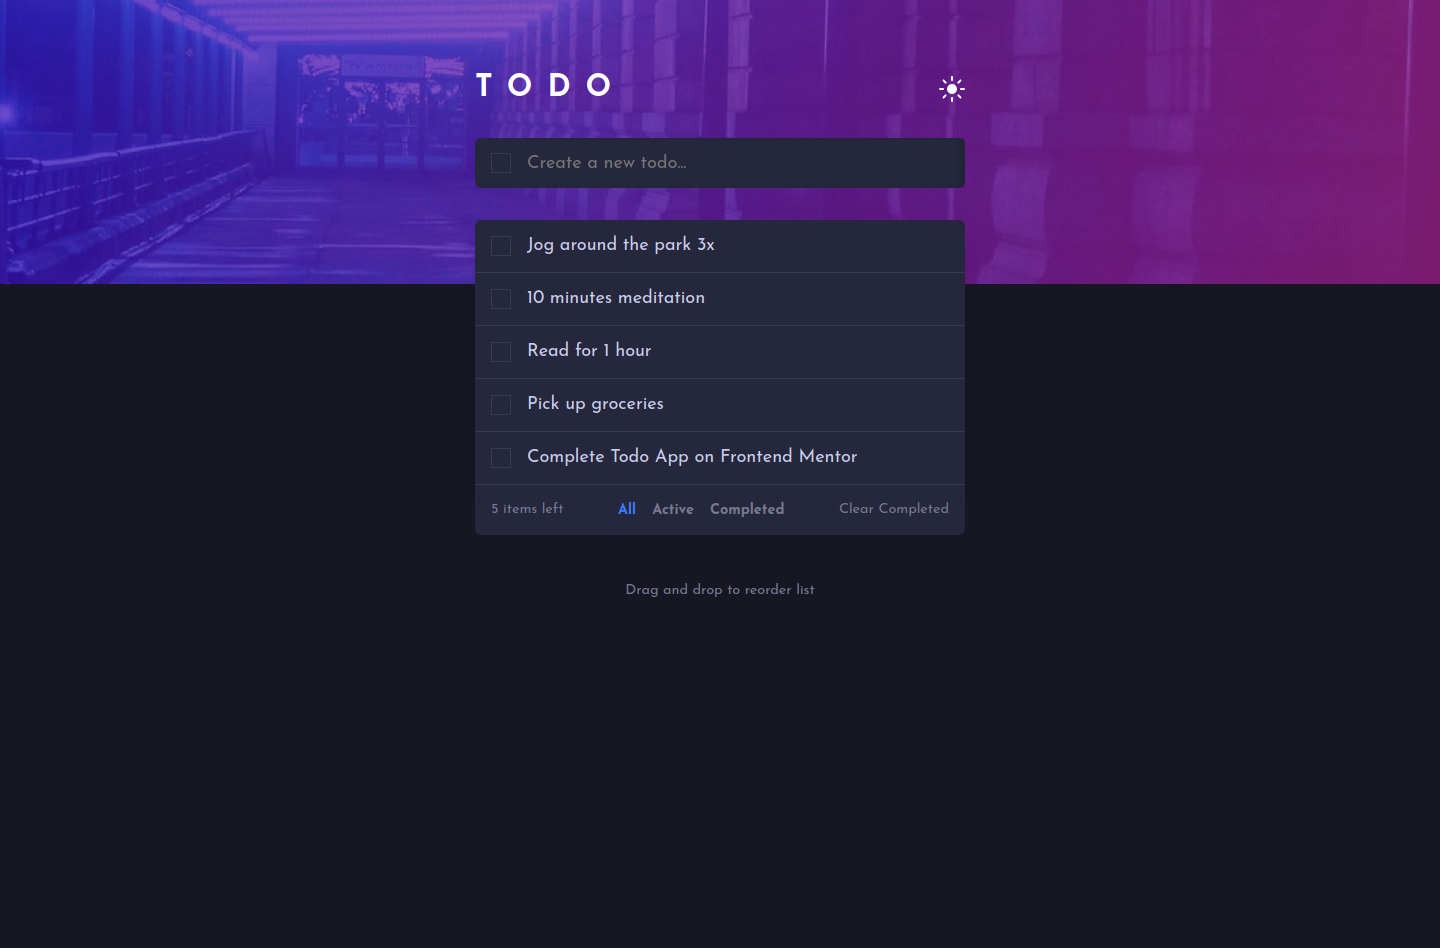 TODO
Create a new todo...
Jog around the park 3x
10 minutes meditation
Read for 1 hour
Pick up groceries
Complete Todo App on Frontend Mentor
5 items left All Active Completed Clear Completed
Drag and drop to reorder list